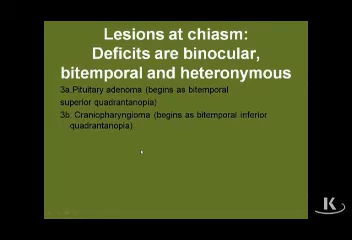 Lesions at chiasm:
Deficits are binocular,
bitemporal and heteronymous
3a.Pituitary adenoma (begins as bitemporal
superior quadrantanopia)
3b. Craniopharyngioma (begins as bitemporal inferior
quadrantanopia)
K